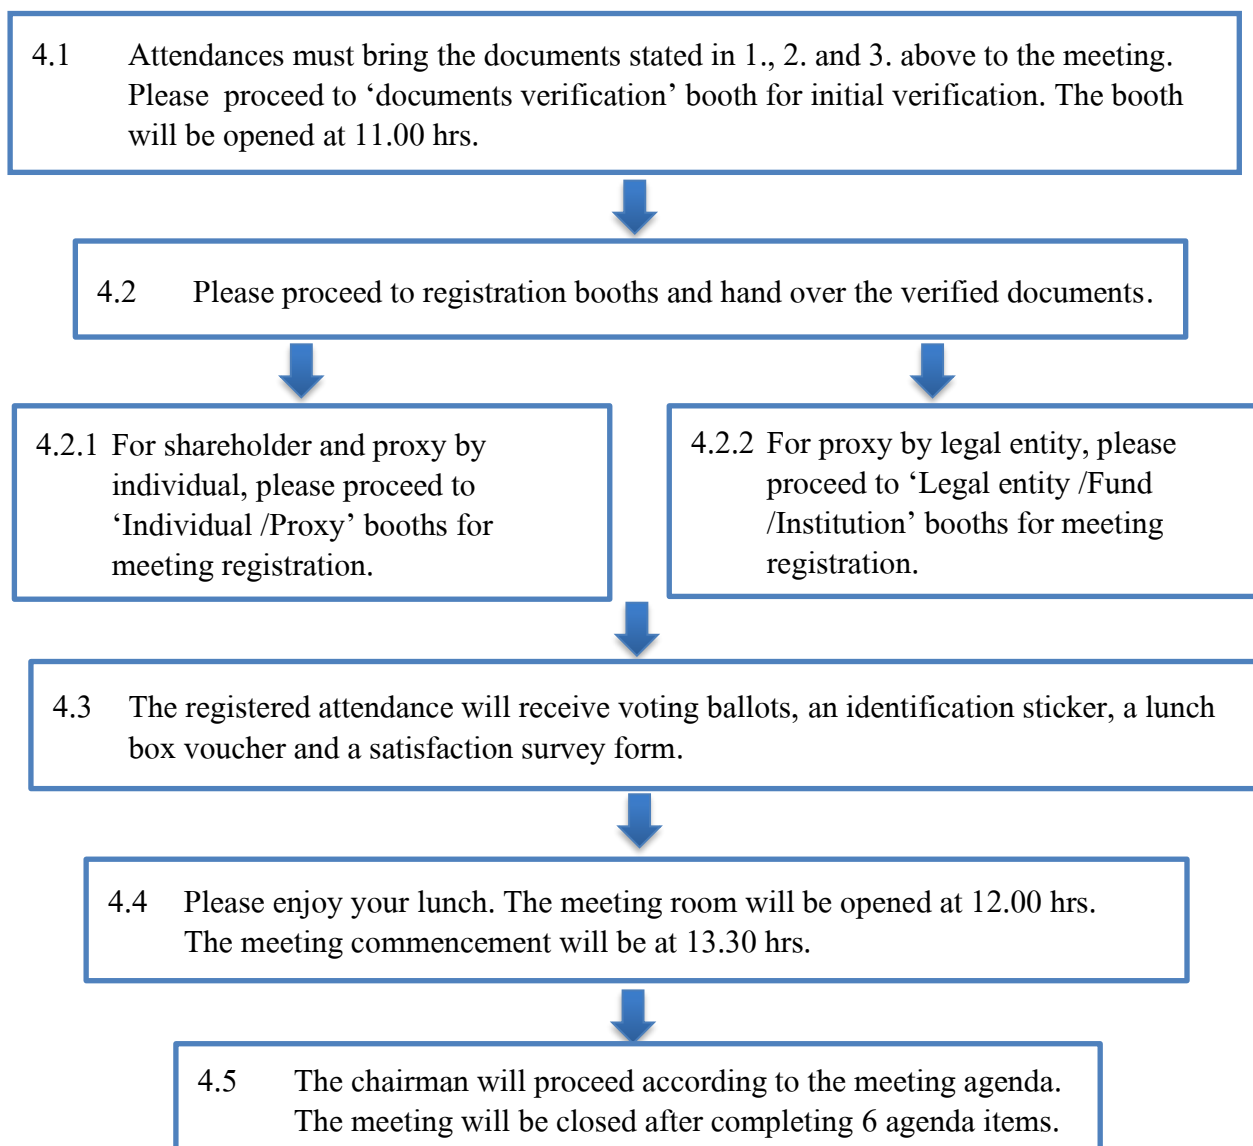 4.1 Attendances must bring the documents stated in 1., 2. and 3. above to the meeting.
Please proceed to ‘documents verification’ booth for initial verification. The booth
will be opened at 11.00 hrs.
4.2 Please proceed to registration booths and hand over the verified documents.
4.2.1 For shareholder and proxy by
individual, please proceed to
‘Individual /Proxy’ booths for
meeting registration.
4.2.2 For proxy by legal entity, please
proceed to ‘Legal entity /Fund
/Institution’ booths for meeting
registration.
4.3 The registered attendance will receive voting ballots, an identification sticker, a lunch
box voucher and a satisfaction survey form.
4.4 Please enjoy your lunch. The meeting room will be opened at 12.00 hrs.
The meeting commencement will be at 13.30 hrs.
4.5 The chairman will proceed according to the meeting agenda.
The meeting will be closed after completing 6 agenda items.